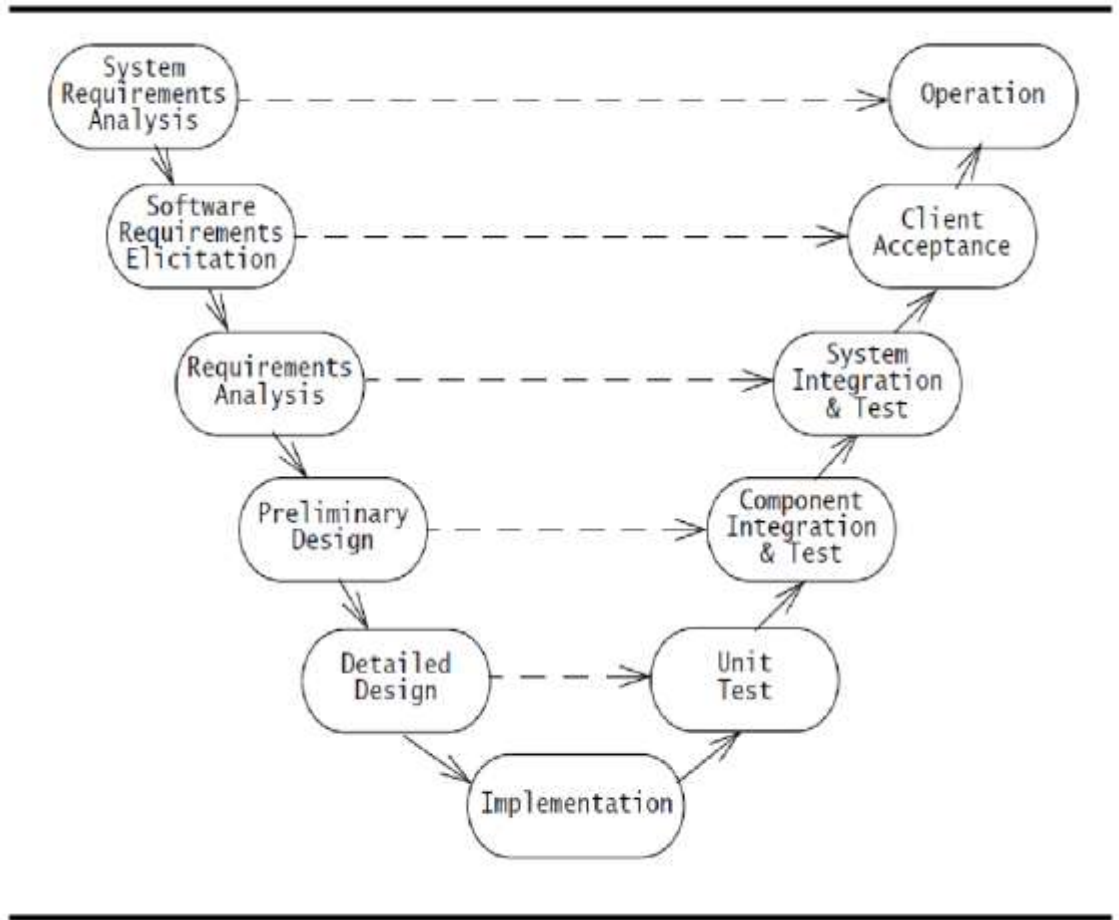 System
Requirements
Analysis
Operation
Software
Requirements
Elicitation
Client
Acceptance
Requirements
Analysis
System
Integration
& Test
Preliminary
Design
Component
Integration
& Test
Detailed
Design
Unit
Test
Implementation